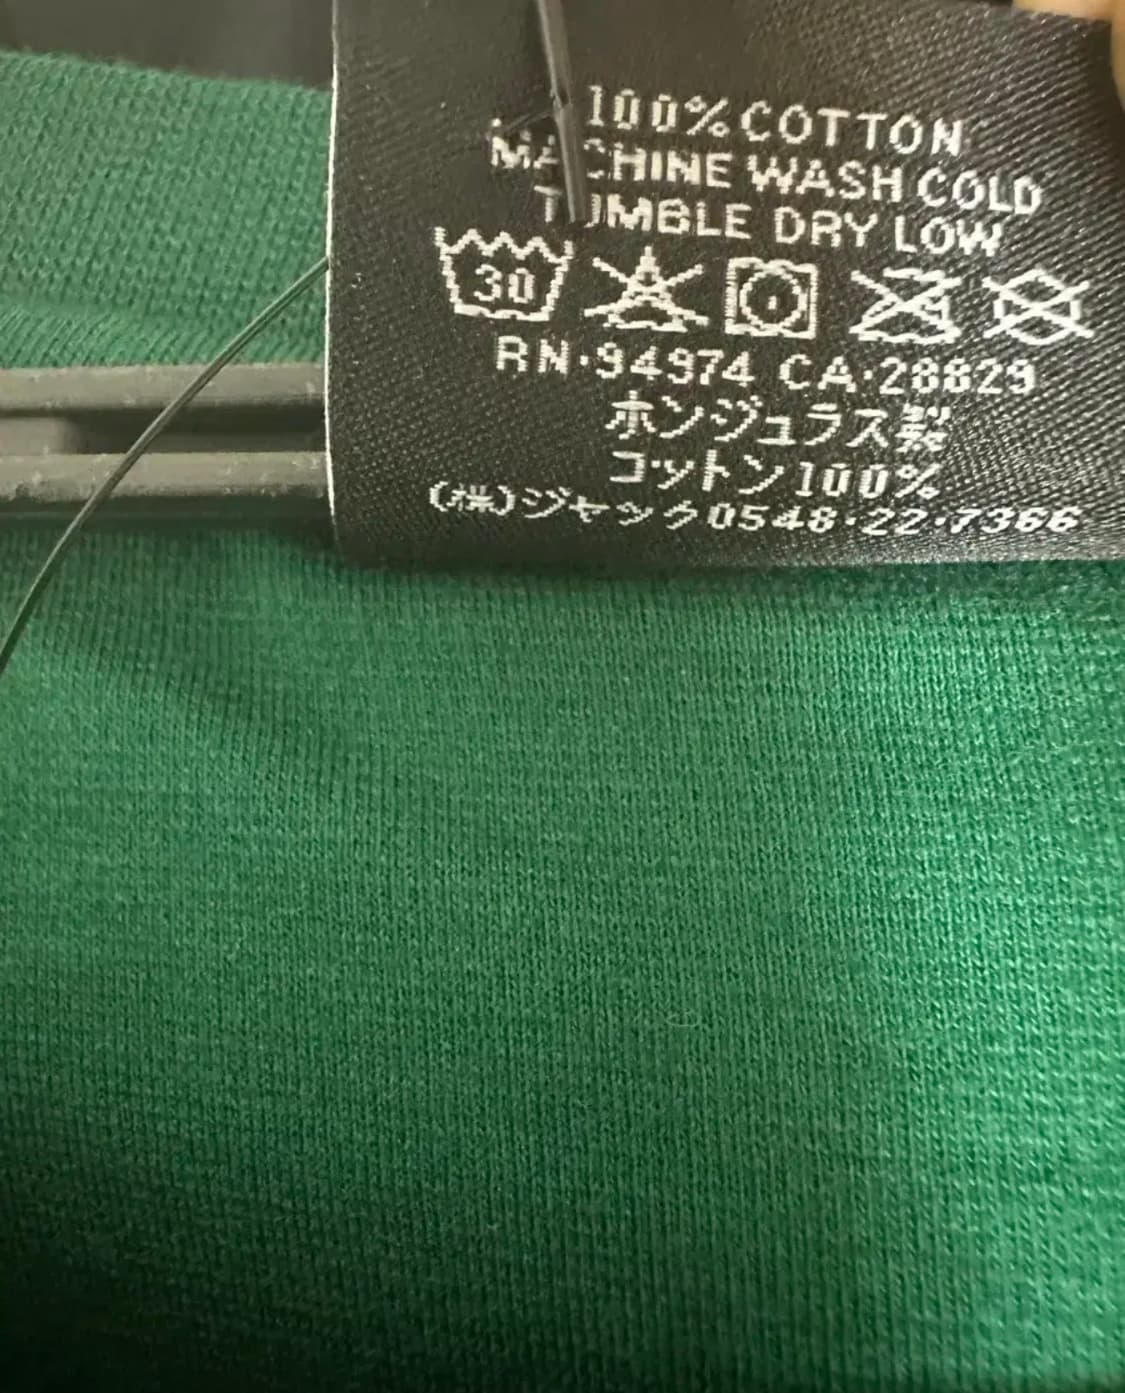 100% COTTON
MACHINE WASH COLD
TUMBLE DRY LOW
30
RN·94974 CA·28829
ホンジュラス製
コットン100%
(株)ジャック0548·22·7366